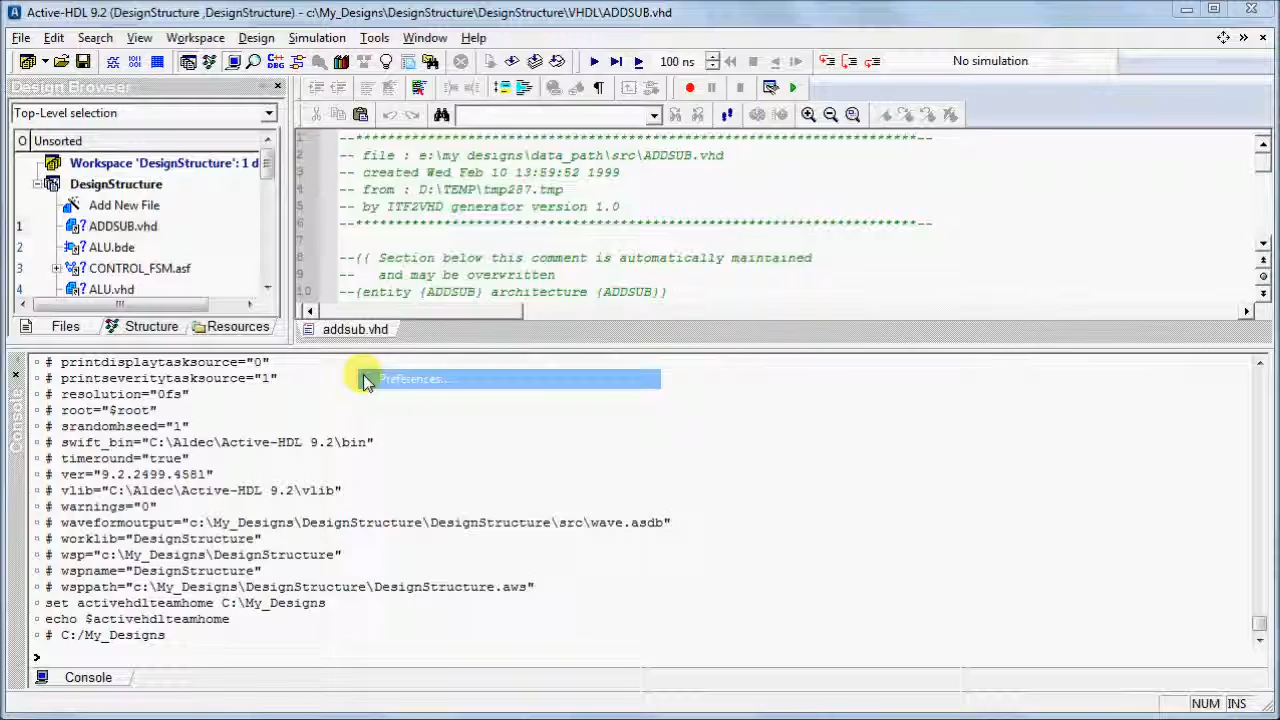 Active-HDL 9.2 (DesignStructure ,DesignStructure) - c:\My_Designs\DesignStructure\DesignStructure\VHDL\ADDSUB.vhd
File Edit Search View Workspace Design Simulation Tools Window Help
100 ns
No simulation
Design Browser
Top-Level selection
O Unsorted
Workspace 'DesignStructure': 1 d
DesignStructure
Add New File
1 ADDSUB.vhd
2 ALU.bde
3 CONTROL_FSM.asf
4 ALU.vhd
Files Structure Resources
1 --***********************************************************************--
2 -- file : e:\my designs\data_path\src\ADDSUB.vhd
3 -- created Wed Feb 10 13:59:52 1999
4 -- from : D:\TEMP\tmp287.tmp
5 -- by ITF2VHD generator version 1.0
6 --***********************************************************************--
7
8 --{{ Section below this comment is automatically maintained
9 -- and may be overwritten
10 --{entity {ADDSUB} architecture {ADDSUB}}
addsub.vhd
# printdisplaytasksource="0"
# printseveritytasksource="1"
Preferences...
# resolution="0fs"
# root="$root"
# srandomhseed="1"
# swift_bin="C:\Aldec\Active-HDL 9.2\bin"
# timeround="true"
# ver="9.2.2499.4581"
# vlib="C:\Aldec\Active-HDL 9.2\vlib"
# warnings="0"
# waveformoutput="c:\My_Designs\DesignStructure\DesignStructure\src\wave.asdb"
# worklib="DesignStructure"
# wsp="c:\My_Designs\DesignStructure"
# wspname="DesignStructure"
# wsppath="c:\My_Designs\DesignStructure\DesignStructure.aws"
set activehdlteamhome C:\My_Designs
echo $activehdlteamhome
# C:/My_Designs
>
Console
Console
NUM INS